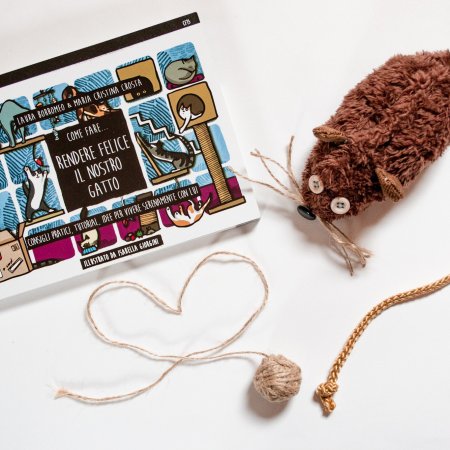 LAURA BORROMEO & MARIA CRISTINA CROSTA
COME FARE...
RENDERE FELICE
IL NOSTRO
GATTO
CONSIGLI PRATICI, TUTORIAL, IDEE PER VIVERE SERENAMENTE CON LUI
ILLUSTRATO DA ISABELLA GIORGINI